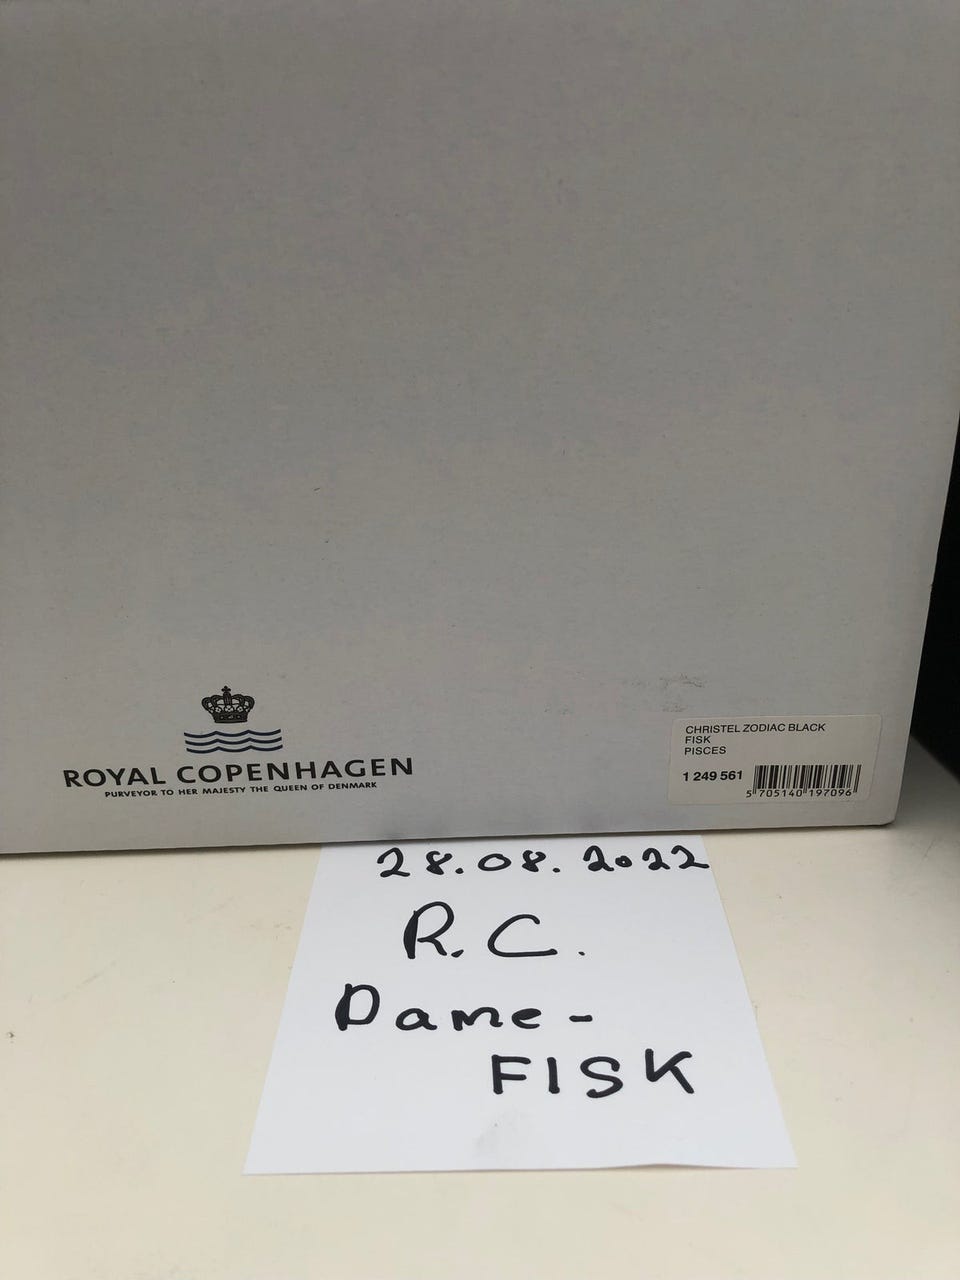 ROYAL COPENHAGEN
PURVEYOR TO HER MAJESTY THE QUEEN OF DENMARK
CHRISTEL ZODIAC BLACK
FISK
PISCES
1 249 561
5 705140 197096
28.08.2022
R.C.
Dame-
FISK